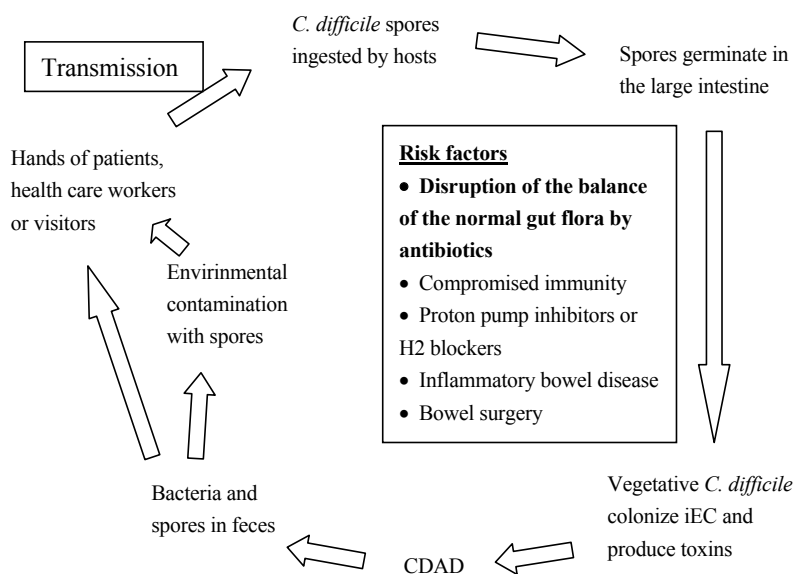 C. difficile spores
ingested by hosts
Spores germinate in
the large intestine
Transmission
Hands of patients,
health care workers
or visitors
Risk factors
• Disruption of the balance
of the normal gut flora by
antibiotics
• Compromised immunity
• Proton pump inhibitors or
H2 blockers
• Inflammatory bowel disease
• Bowel surgery
Envirinmental
contamination
with spores
Vegetative C. difficile
colonize iEC and
produce toxins
CDAD
Bacteria and
spores in feces